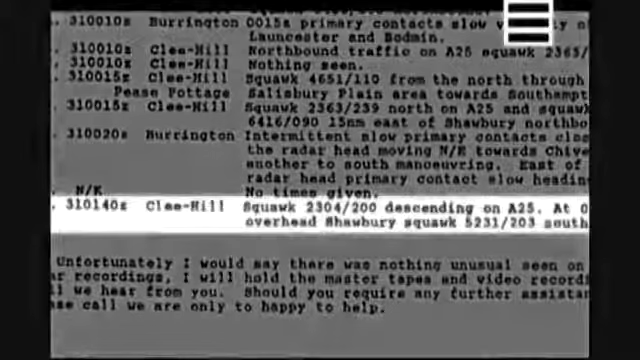 . 310010z Burrington 0015z primary contacts slow v
Launcester and Bodmin.
. 310010z Clee-Hill Northbound traffic on A25 squawk 2363/
. 310010z Clee-Hill Nothing seen.
. 310015z Clee-Hill Squawk 4651/110 from the north through
Pease Pottage Salisbury Plain area towards Southampt
. 310015z Clee-Hill Squawk 2363/239 north on A25 and squawk
6416/090 15nm east of Shawbury northbo
. 310020z Burrington Intermittent slow primary contacts clos
the radar head moving N/E towards Chive
another to south manoeuvring. East of
radar head primary contact slow headin
N/K No times given.
. 310140z Clee-Hill Squawk 2304/200 descending on A25. At 0
overhead Shawbury squawk 5231/203 south
Unfortunately I would say there was nothing unusual seen on
ar recordings, I will hold the master tapes and video recordi
l we hear from you. Should you require any further assistan
ase call we are only to happy to help.